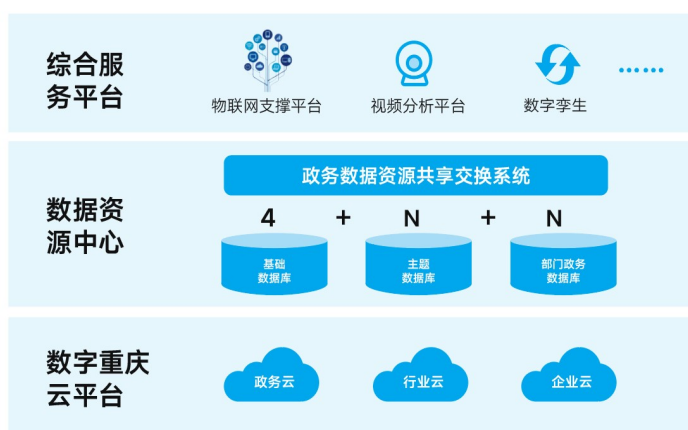 综合服
务平台
物联网支撑平台
视频分析平台
数字孪生
……
数据资
源中心
政务数据资源共享交换系统
4 + N + N
基础
数据库
主题
数据库
部门政务
数据库
数字重庆
云平台
政务云
行业云
企业云